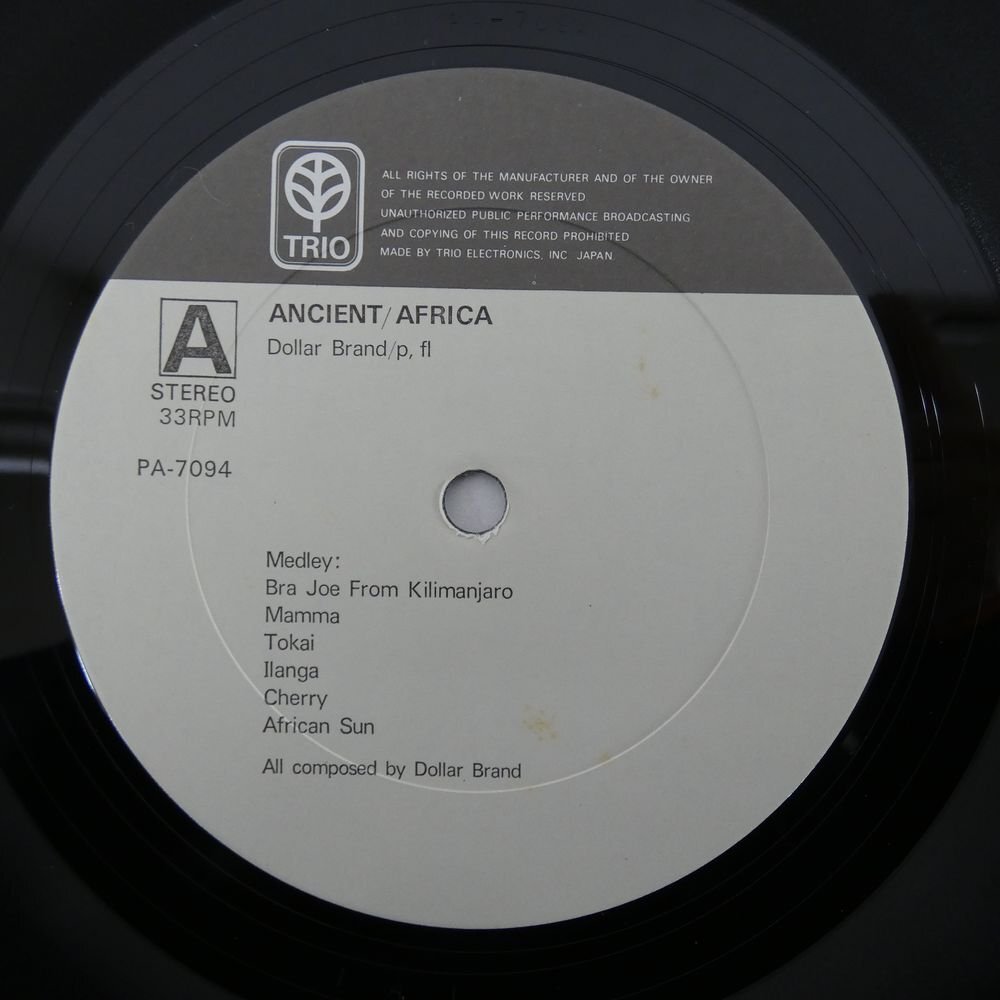 TRIO
ALL RIGHTS OF THE MANUFACTURER AND OF THE OWNER
OF THE RECORDED WORK RESERVED
UNAUTHORIZED PUBLIC PERFORMANCE BROADCASTING
AND COPYING OF THIS RECORD PROHIBITED
MADE BY TRIO ELECTRONICS, INC JAPAN
A
STEREO
33RPM
PA-7094
ANCIENT/AFRICA
Dollar Brand/p, fl
Medley:
Bra Joe From Kilimanjaro
Mamma
Tokai
Ilanga
Cherry
African Sun
All composed by Dollar Brand